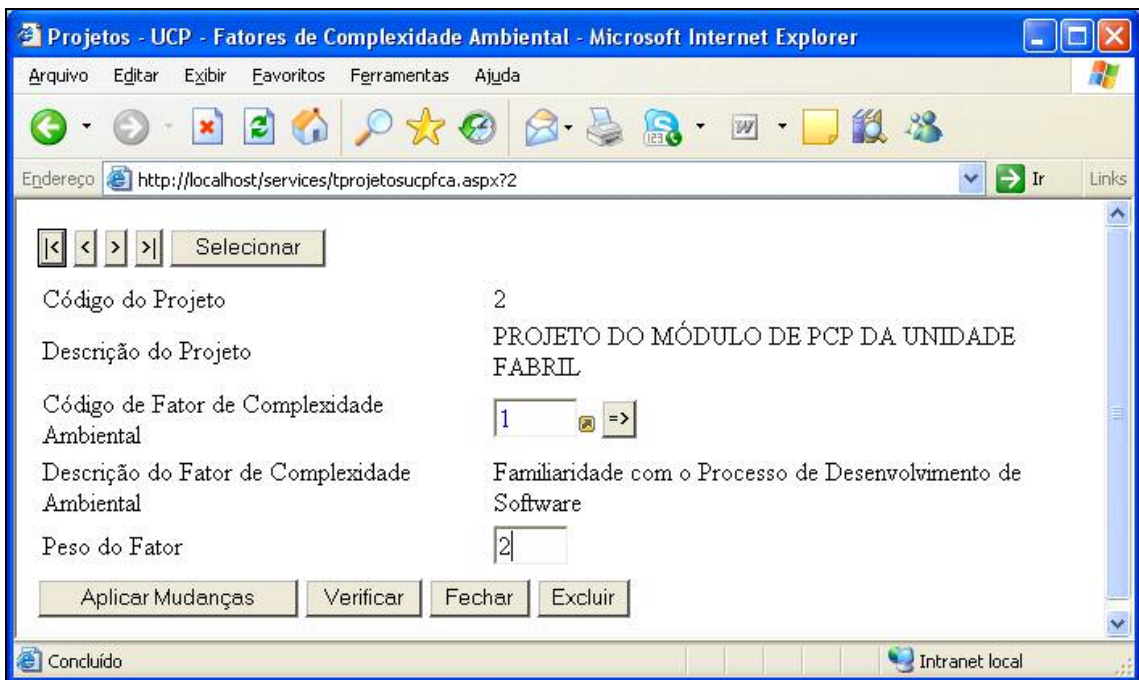 Projetos - UCP - Fatores de Complexidade Ambiental - Microsoft Internet Explorer
Arquivo Editar Exibir Favoritos Ferramentas Ajuda
Endereço http://localhost/services/tprojetosucpfca.aspx?2 Ir Links
|< < > >| Selecionar
Código do Projeto 2
Descrição do Projeto PROJETO DO MÓDULO DE PCP DA UNIDADE
FABRIL
Código de Fator de Complexidade
Ambiental 1 =>
Descrição do Fator de Complexidade Familiaridade com o Processo de Desenvolvimento de
Ambiental Software
Peso do Fator 2
Aplicar Mudanças Verificar Fechar Excluir
Concluído Intranet local